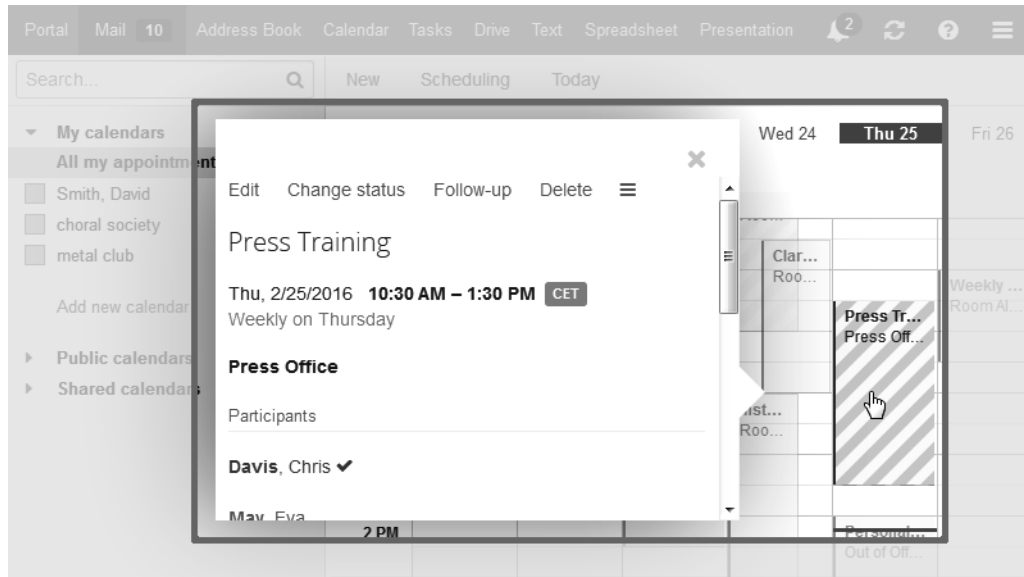 Portal Mail 10 Address Book Calendar Tasks Drive Text Spreadsheet Presentation 2
Search... New Scheduling Today
My calendars
All my appointment
Smith, David
choral society
metal club
Add new calendar
Public calendars
Shared calendars
Edit Change status Follow-up Delete
Press Training
Thu, 2/25/2016 10:30 AM – 1:30 PM CET
Weekly on Thursday
Press Office
Participants
Davis, Chris
May, Eva
2 PM
Wed 24 Thu 25 Fri 26
Clar...
Roo...
Press Tr...
Press Off...
Weekly ...
Room Al...
Roo...
Personal...
Out of Off...